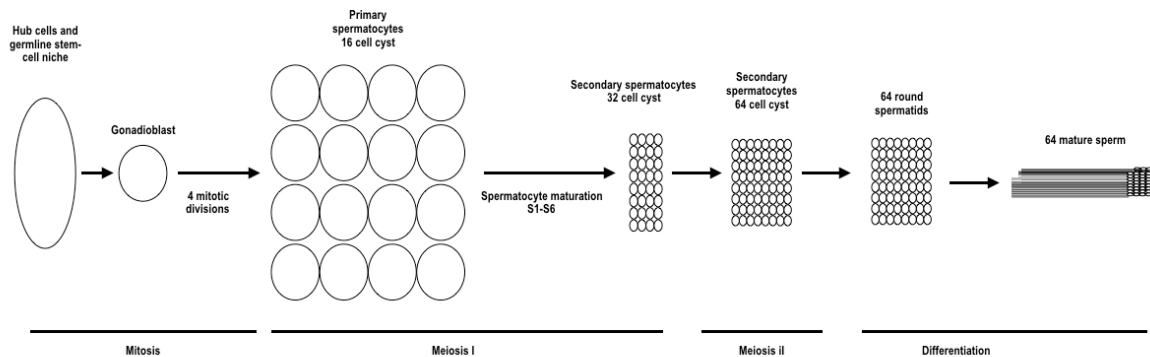 Hub cells and
germline stem-
cell niche
Gonadioblast
4 mitotic
divisions
Primary
spermatocytes
16 cell cyst
Spermatocyte maturation
S1-S6
Secondary spermatocytes
32 cell cyst
Secondary
spermatocytes
64 cell cyst
64 round
spermatids
64 mature sperm
Mitosis
Meiosis I
Meiosis iI
Differentiation